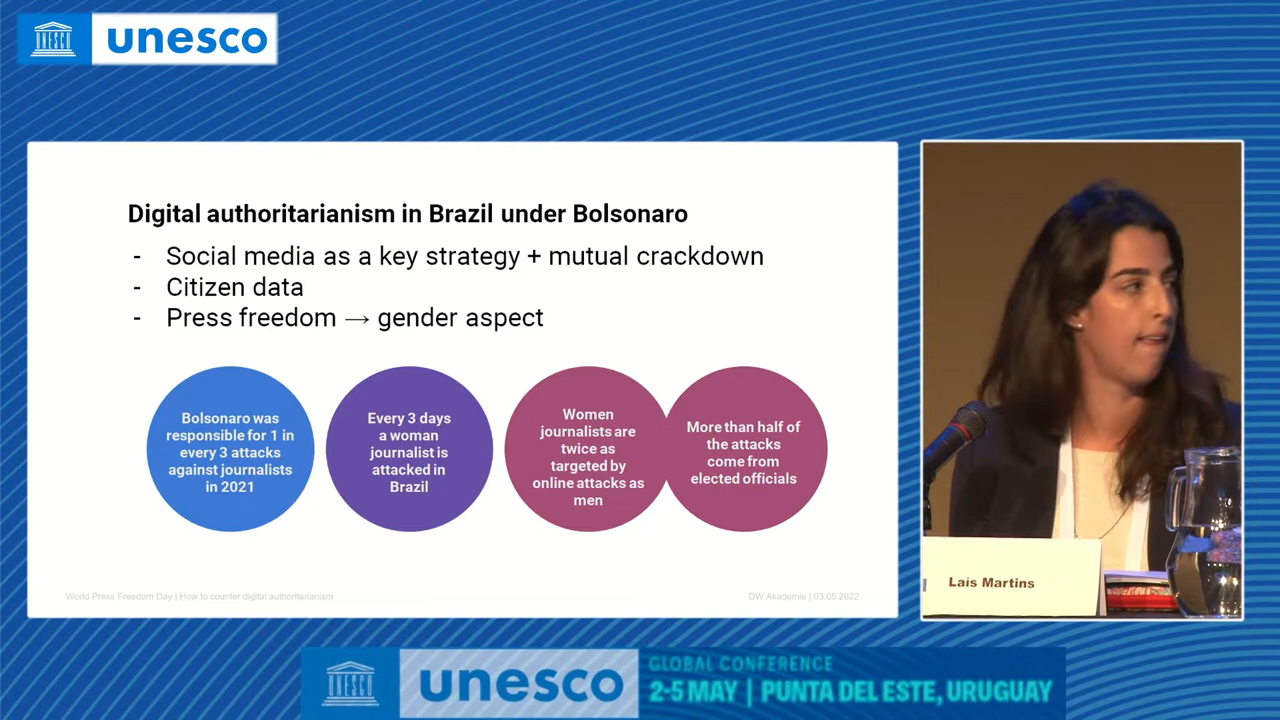 UNESCO
unesco
Digital authoritarianism in Brazil under Bolsonaro
- Social media as a key strategy + mutual crackdown
- Citizen data
- Press freedom → gender aspect
Bolsonaro was
responsible for 1 in
every 3 attacks
against journalists
in 2021
Every 3 days
a woman
journalist is
attacked in
Brazil
Women
journalists are
twice as
targeted by
online attacks as
men
More than half of
the attacks
come from
elected officials
World Press Freedom Day | How to counter digital authoritarianism
DW Akademie | 03.05.2022
Laís Martins
UNESCO
unesco
GLOBAL CONFERENCE
2-5 MAY | PUNTA DEL ESTE, URUGUAY